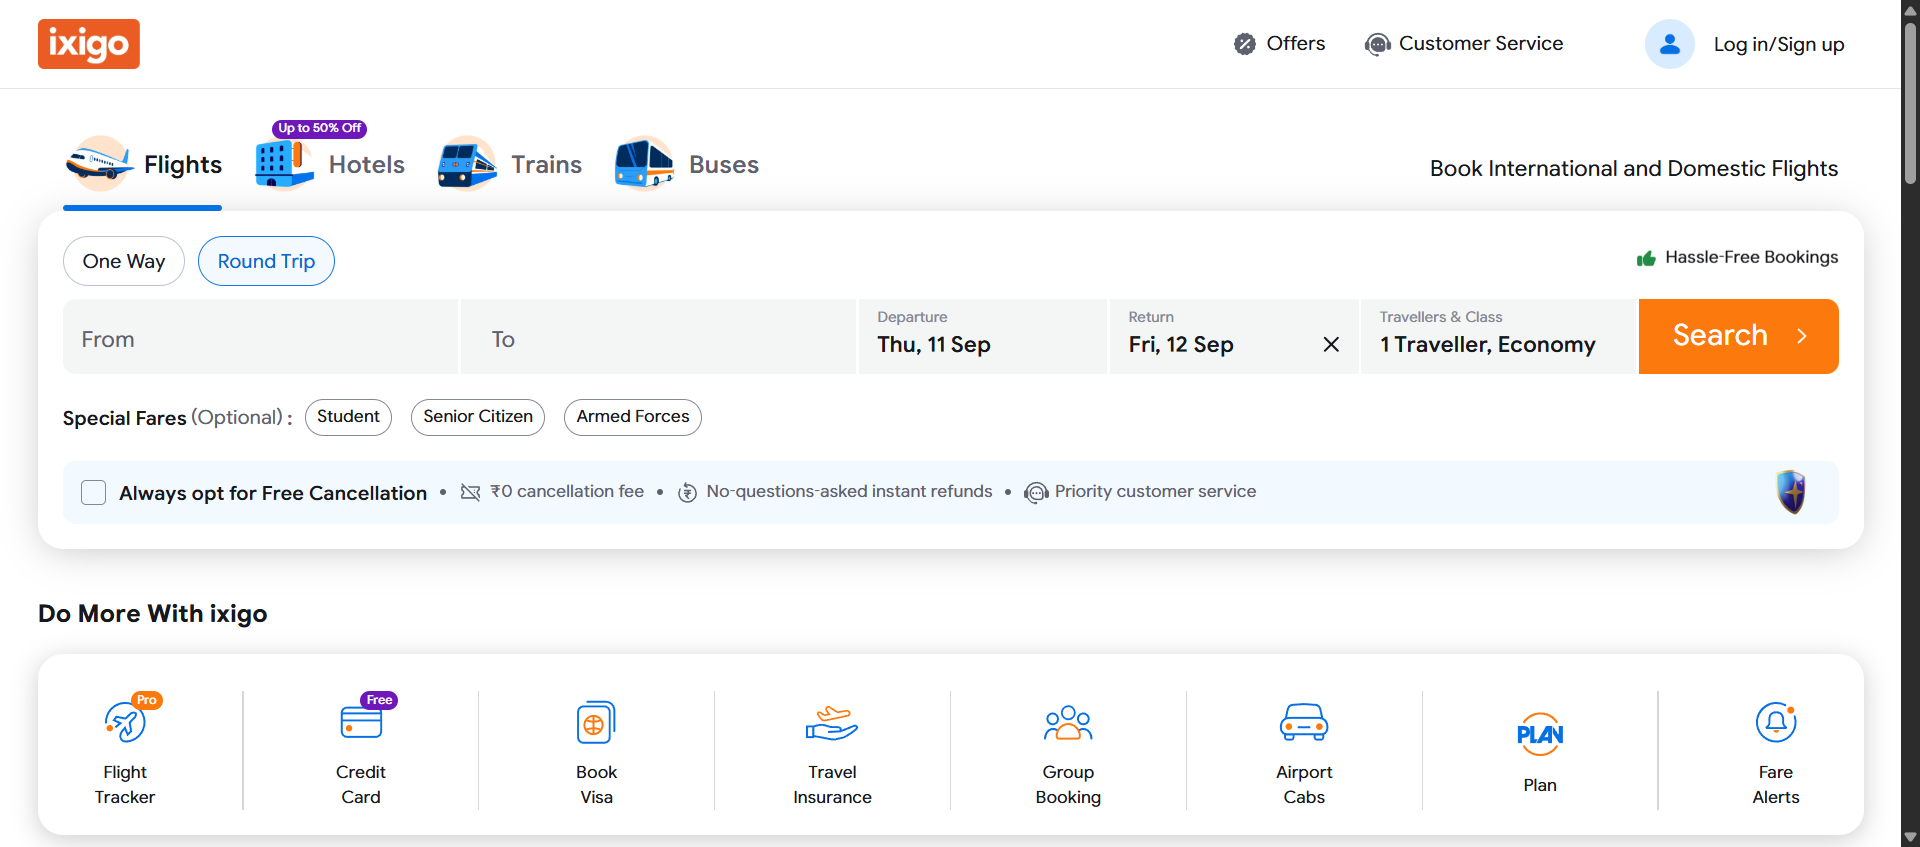 ixigo
Offers
Customer Service
Log in/Sign up
Flights
Up to 50% Off
Hotels
Trains
Buses
Book International and Domestic Flights
One Way
Round Trip
Hassle-Free Bookings
From
To
Departure
Thu, 11 Sep
Return
Fri, 12 Sep
Travellers & Class
1 Traveller, Economy
Search
Special Fares (Optional) :
Student
Senior Citizen
Armed Forces
Always opt for Free Cancellation • ₹0 cancellation fee • No-questions-asked instant refunds • Priority customer service
Do More With ixigo
Pro
Flight
Tracker
Free
Credit
Card
Book
Visa
Travel
Insurance
Group
Booking
Airport
Cabs
PLAN
Plan
Fare
Alerts